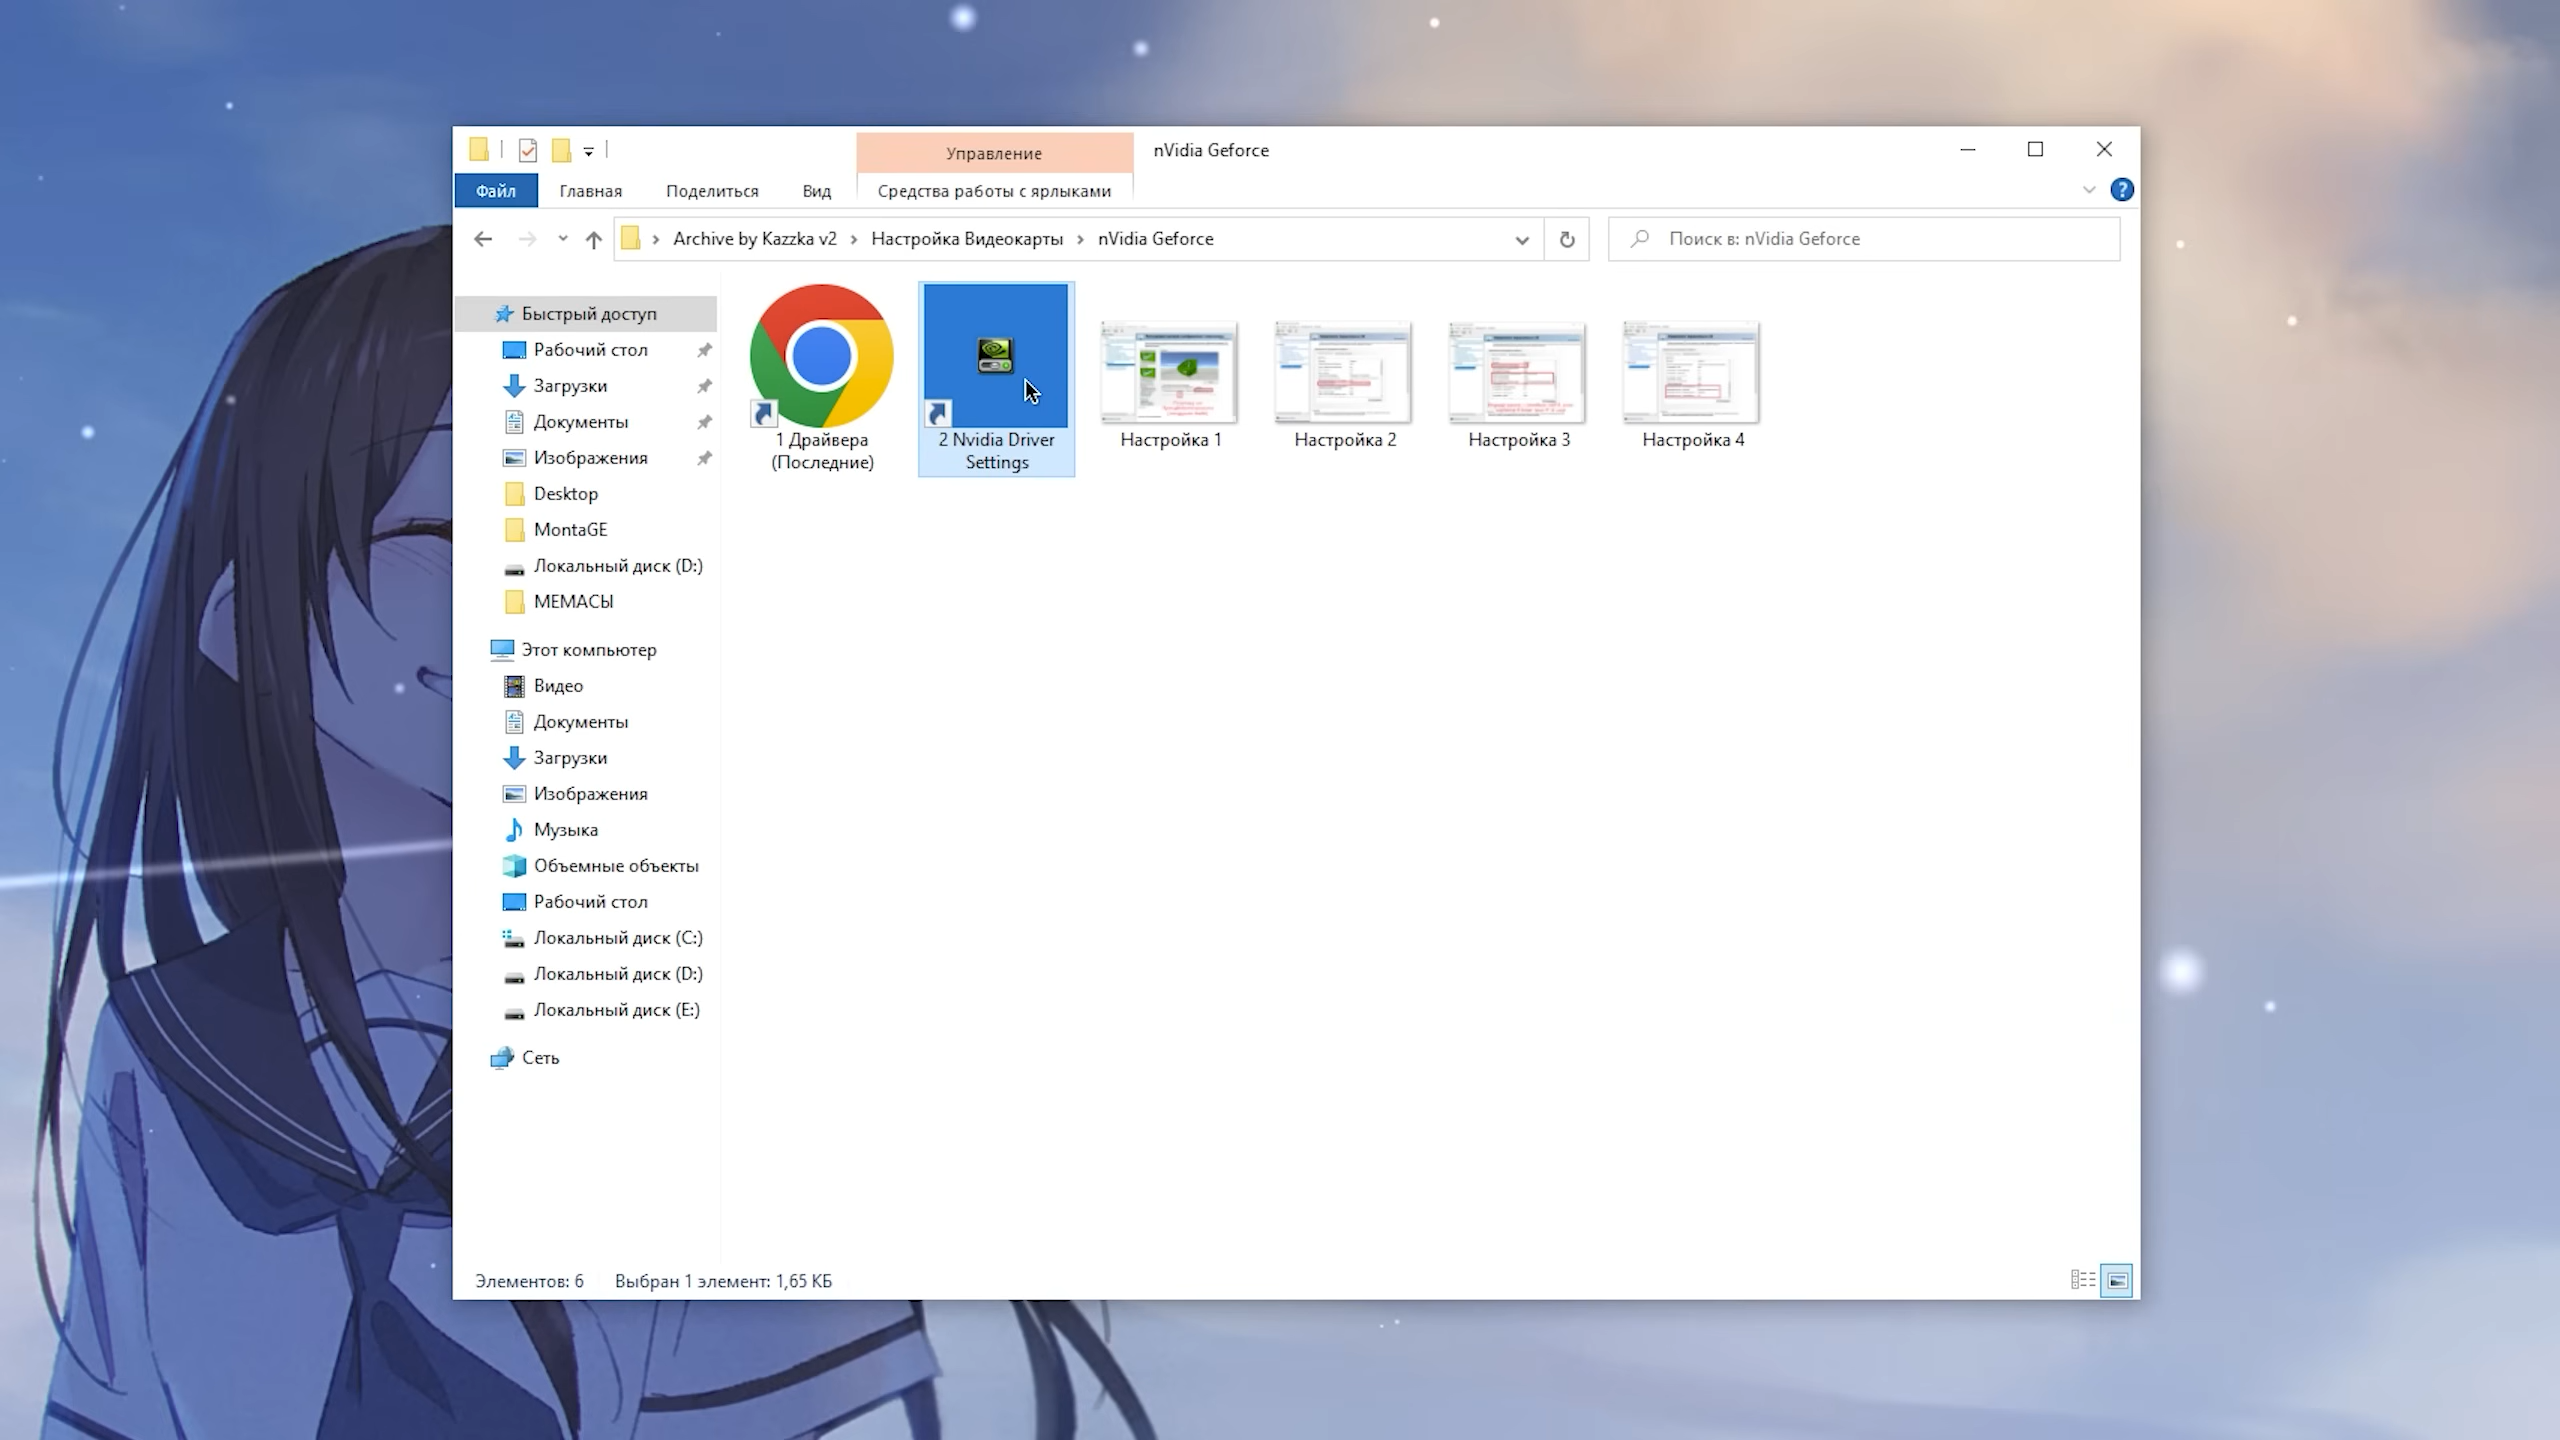 Управление
nVidia Geforce
Файл
Главная
Поделиться
Вид
Средства работы с ярлыками
Archive by Kazzka v2
Настройка Видеокарты
nVidia Geforce
Поиск в: nVidia Geforce
Быстрый доступ
Рабочий стол
Загрузки
Документы
Изображения
Desktop
MontaGE
Локальный диск (D:)
МЕМАСЫ
Этот компьютер
Видео
Документы
Загрузки
Изображения
Музыка
Объемные объекты
Рабочий стол
Локальный диск (C:)
Локальный диск (D:)
Локальный диск (E:)
Сеть
1 Драйвера
(Последние)
2 Nvidia Driver
Settings
Настройка 1
Настройка 2
Настройка 3
Настройка 4
Элементов: 6
Выбран 1 элемент: 1,65 КБ